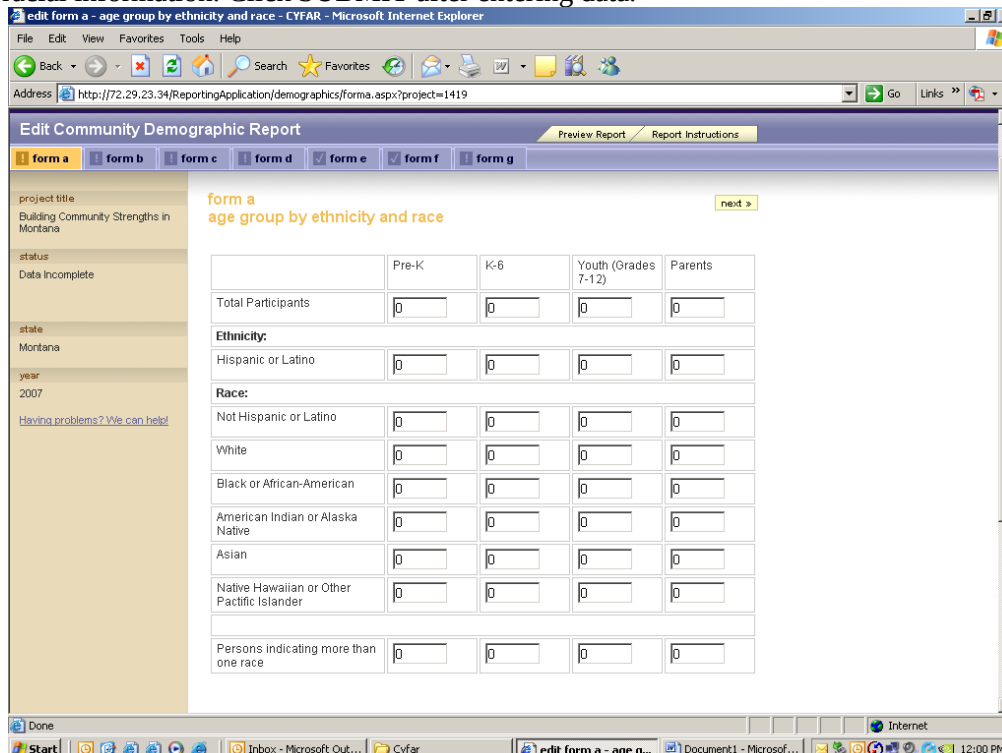 edit form a - age group by ethnicity and race - CYFAR - Microsoft Internet Explorer
File Edit View Favorites Tools Help
Back Search Favorites
Address http://72.29.23.34/ReportingApplication/demographics/forma.aspx?project=1419 Go Links »
Edit Community Demographic Report Preview Report Report Instructions
form a form b form c form d form e form f form g
project title
Building Community Strengths in
Montana
status
Data Incomplete
state
Montana
year
2007
Having problems? We can help!
form a
age group by ethnicity and race
next »
Pre-K K-6 Youth (Grades
7-12) Parents
Total Participants 0 0 0 0
Ethnicity:
Hispanic or Latino 0 0 0 0
Race:
Not Hispanic or Latino 0 0 0 0
White 0 0 0 0
Black or African-American 0 0 0 0
American Indian or Alaska
Native 0 0 0 0
Asian 0 0 0 0
Native Hawaiian or Other
Pactific Islander 0 0 0 0
Persons indicating more than
one race 0 0 0 0
Done Internet
Start Inbox - Microsoft Out... Cyfar edit form a - age g... Document1 - Microsof... 12:00 PM